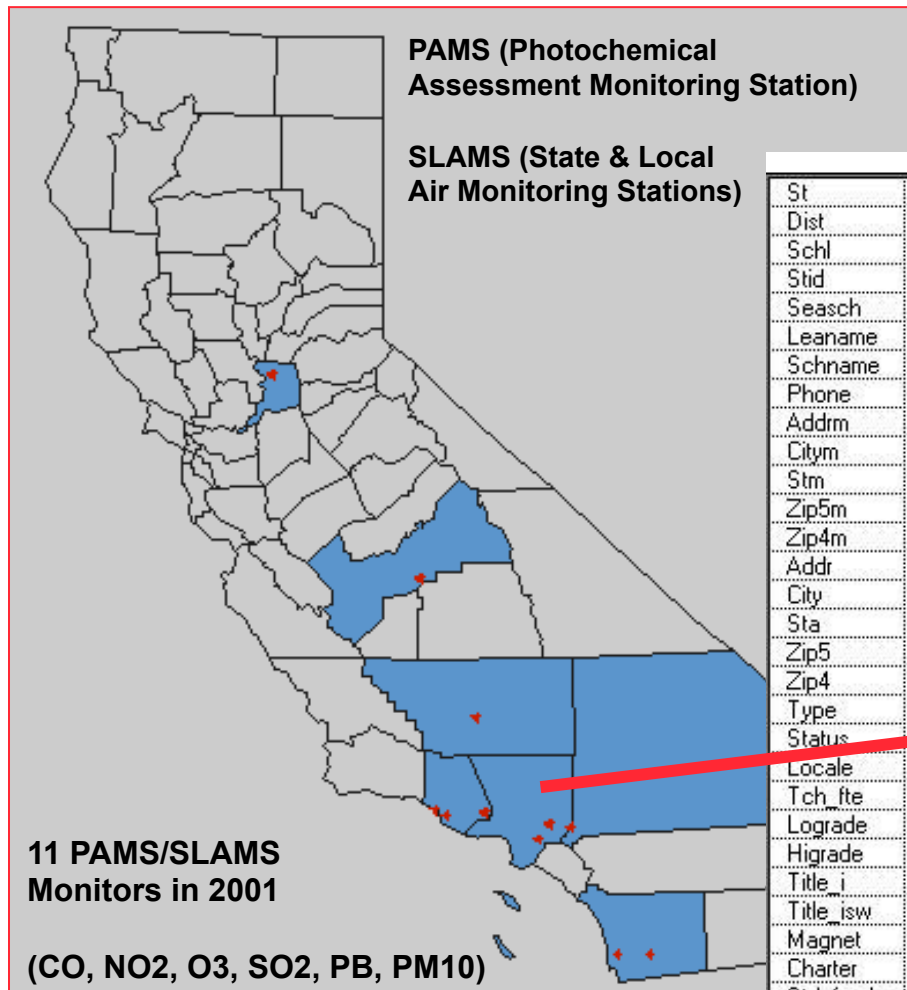 PAMS (Photochemical
Assessment Monitoring Station)
SLAMS (State & Local
Air Monitoring Stations)
St
Dist
Schl
Stid
Seasch
Leaname
Schname
Phone
Addrm
Citym
Stm
Zip5m
Zip4m
Addr
City
Sta
Zip5
Zip4
Type
Status
Locale
Tch_fte
Lograde
Higrade
Title_i
Title_isw
Magnet
Charter
11 PAMS/SLAMS
Monitors in 2001
(CO, NO2, O3, SO2, PB, PM10)